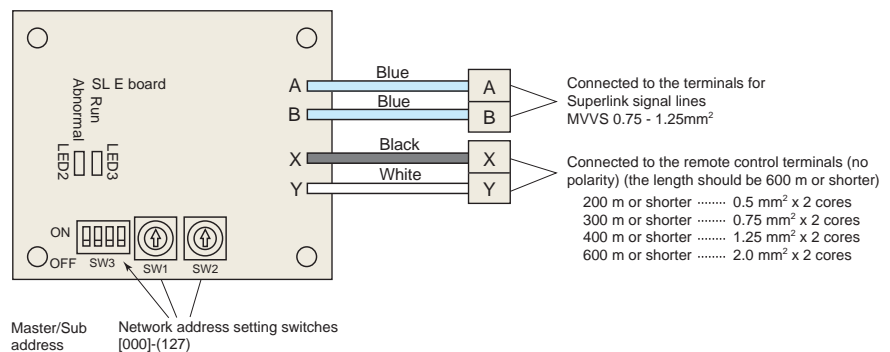 SL E board
Abnormal
Run
LED2
LED3
ON
OFF
SW3
SW1
SW2
A
B
X
Y
Blue
Blue
Black
White
A
B
X
Y
Connected to the terminals for
Superlink signal lines
MVVS 0.75 - 1.25mm²
Connected to the remote control terminals (no
polarity) (the length should be 600 m or shorter)
200 m or shorter ........ 0.5 mm² x 2 cores
300 m or shorter ........ 0.75 mm² x 2 cores
400 m or shorter ........ 1.25 mm² x 2 cores
600 m or shorter ........ 2.0 mm² x 2 cores
Master/Sub
address
Network address setting switches
[000]-(127)